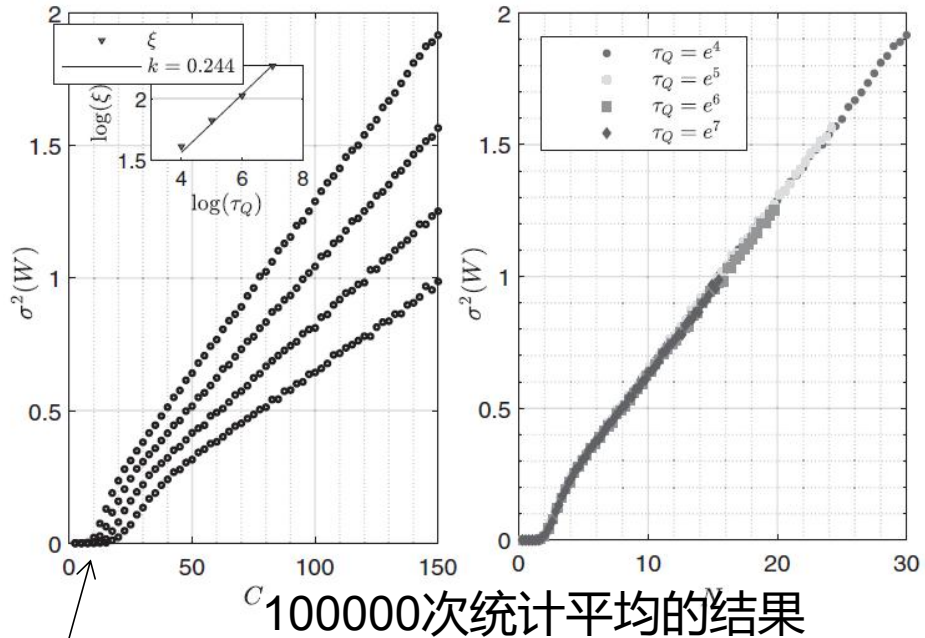 2
1.5
1
0.5
0
σ²(W)
0
50
100
150
C
ξ
k = 0.244
log(ξ)
2
1.5
4
6
8
log(τ_Q)
2
1.5
1
0.5
0
σ²(W)
0
10
20
30
τ_Q = e⁴
τ_Q = e⁵
τ_Q = e⁶
τ_Q = e⁷
100000次统计平均的结果